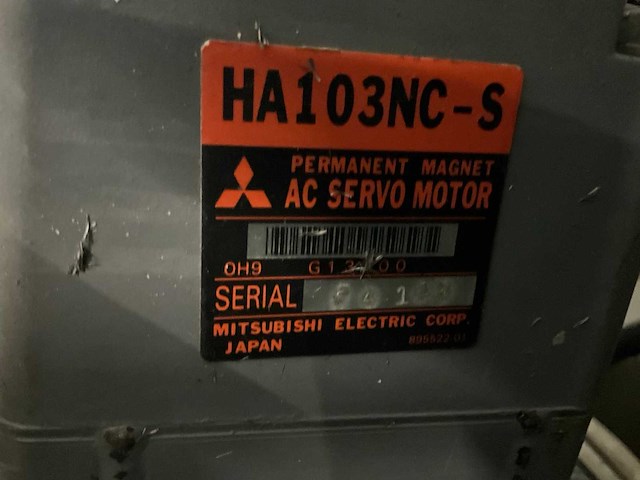 HA103NC-S
PERMANENT MAGNET
AC SERVO MOTOR
0H9
SERIAL
MITSUBISHI ELECTRIC CORP.
JAPAN